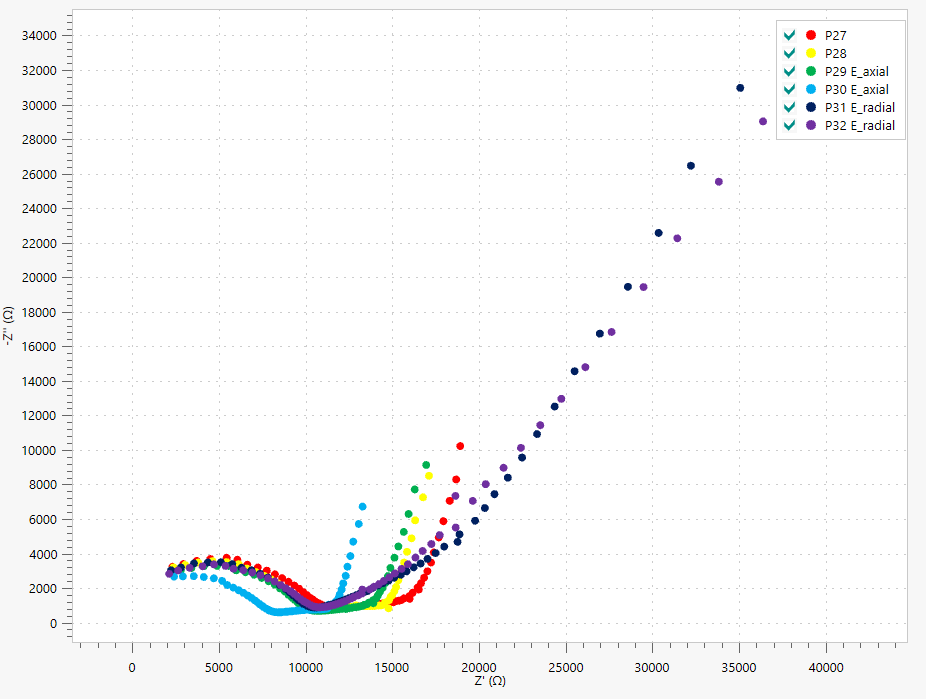 34000
32000
30000
28000
26000
24000
22000
20000
18000
16000
14000
12000
10000
8000
6000
4000
2000
0
-Z'' (Ω)
P27
P28
P29 E_axial
P30 E_axial
P31 E_radial
P32 E_radial
0 5000 10000 15000 20000 25000 30000 35000 40000
Z' (Ω)